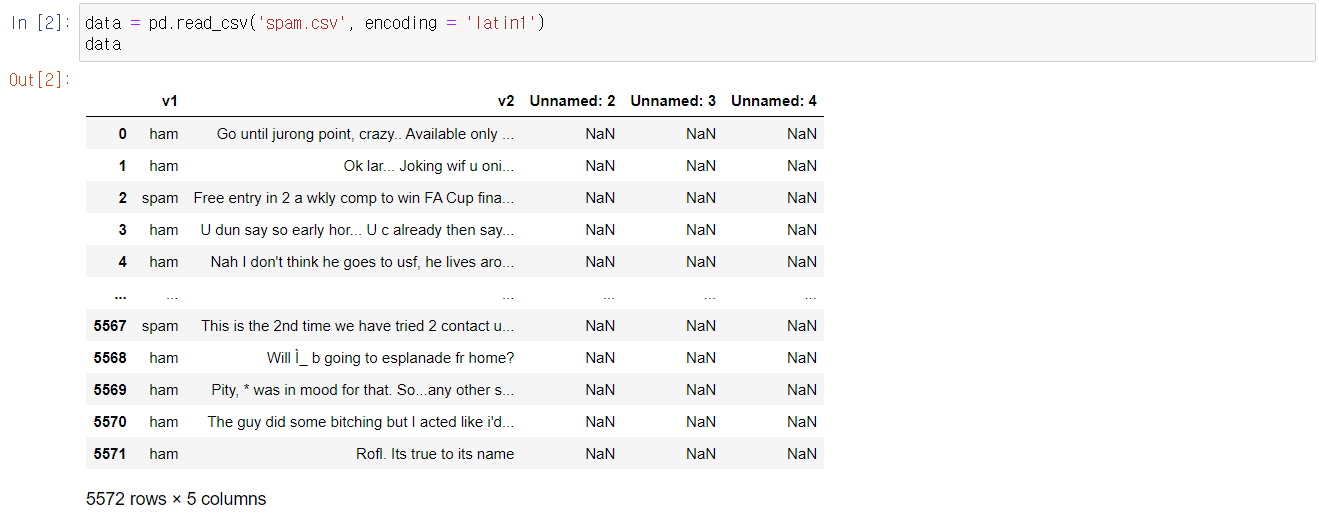 In [2]: data = pd.read_csv('spam.csv', encoding = 'latin1')
data
Out[2]:
v1 v2 Unnamed: 2 Unnamed: 3 Unnamed: 4
0 ham Go until jurong point, crazy.. Available only ... NaN NaN NaN
1 ham Ok lar... Joking wif u oni... NaN NaN NaN
2 spam Free entry in 2 a wkly comp to win FA Cup fina... NaN NaN NaN
3 ham U dun say so early hor... U c already then say... NaN NaN NaN
4 ham Nah I don't think he goes to usf, he lives aro... NaN NaN NaN
... ... ... ... ... ...
5567 spam This is the 2nd time we have tried 2 contact u... NaN NaN NaN
5568 ham Will Ì_ b going to esplanade fr home? NaN NaN NaN
5569 ham Pity, * was in mood for that. So...any other s... NaN NaN NaN
5570 ham The guy did some bitching but I acted like i'd... NaN NaN NaN
5571 ham Rofl. Its true to its name NaN NaN NaN
5572 rows × 5 columns